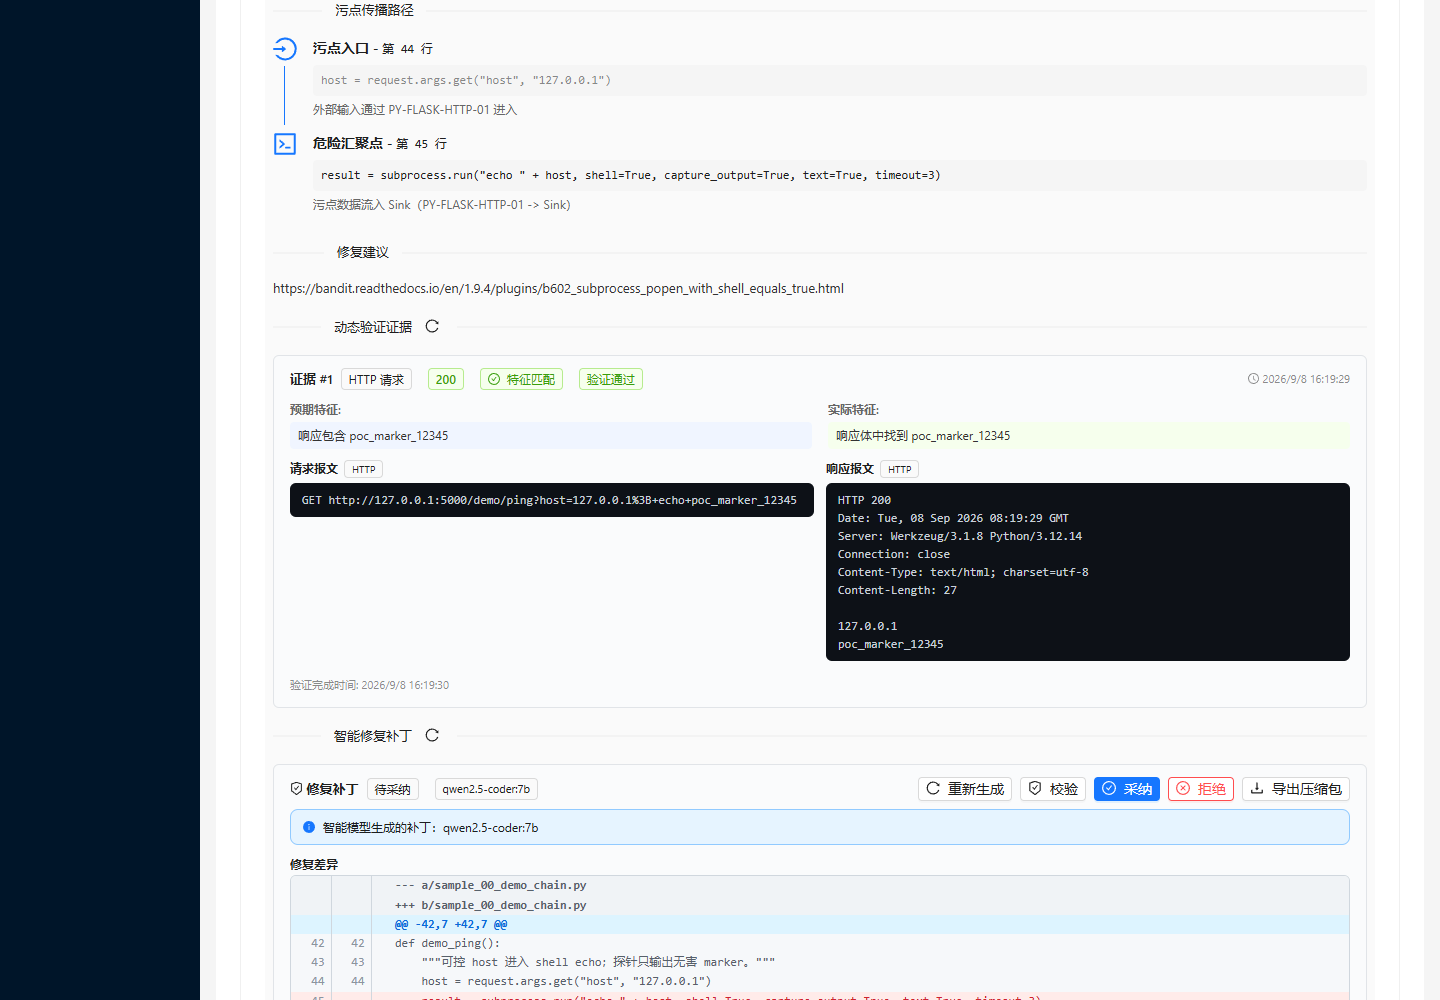 污点传播路径
污点入口 - 第 44 行
host = request.args.get("host", "127.0.0.1")
外部输入通过 PY-FLASK-HTTP-01 进入
危险汇聚点 - 第 45 行
result = subprocess.run("echo " + host, shell=True, capture_output=True, text=True, timeout=3)
污点数据流入 Sink（PY-FLASK-HTTP-01 -> Sink）
修复建议
https://bandit.readthedocs.io/en/1.9.4/plugins/b602_subprocess_popen_with_shell_equals_true.html
动态验证证据
证据 #1 HTTP 请求 200 特征匹配 验证通过 2026/9/8 16:19:29
预期特征: 实际特征:
响应包含 poc_marker_12345 响应体中找到 poc_marker_12345
请求报文 HTTP 响应报文 HTTP
GET http://127.0.0.1:5000/demo/ping?host=127.0.0.1%3B+echo+poc_marker_12345
HTTP 200
Date: Tue, 08 Sep 2026 08:19:29 GMT
Server: Werkzeug/3.1.8 Python/3.12.14
Connection: close
Content-Type: text/html; charset=utf-8
Content-Length: 27
127.0.0.1
poc_marker_12345
验证完成时间: 2026/9/8 16:19:30
智能修复补丁
修复补丁 待采纳 qwen2.5-coder:7b 重新生成 校验 采纳 拒绝 导出压缩包
智能模型生成的补丁：qwen2.5-coder:7b
修复差异
--- a/sample_00_demo_chain.py
+++ b/sample_00_demo_chain.py
@@ -42,7 +42,7 @@
42 42 def demo_ping():
43 43 """可控 host 进入 shell echo；探针只输出无害 marker。"""
44 44 host = request.args.get("host", "127.0.0.1")
45 result = subprocess.run("echo " + host, shell=True, capture_output=True, text=True, timeout=3)